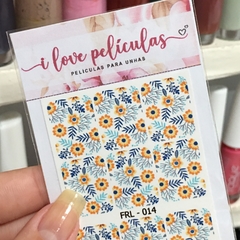 i love películas
PELÍCULAS PARA UNHAS
FRL - 014